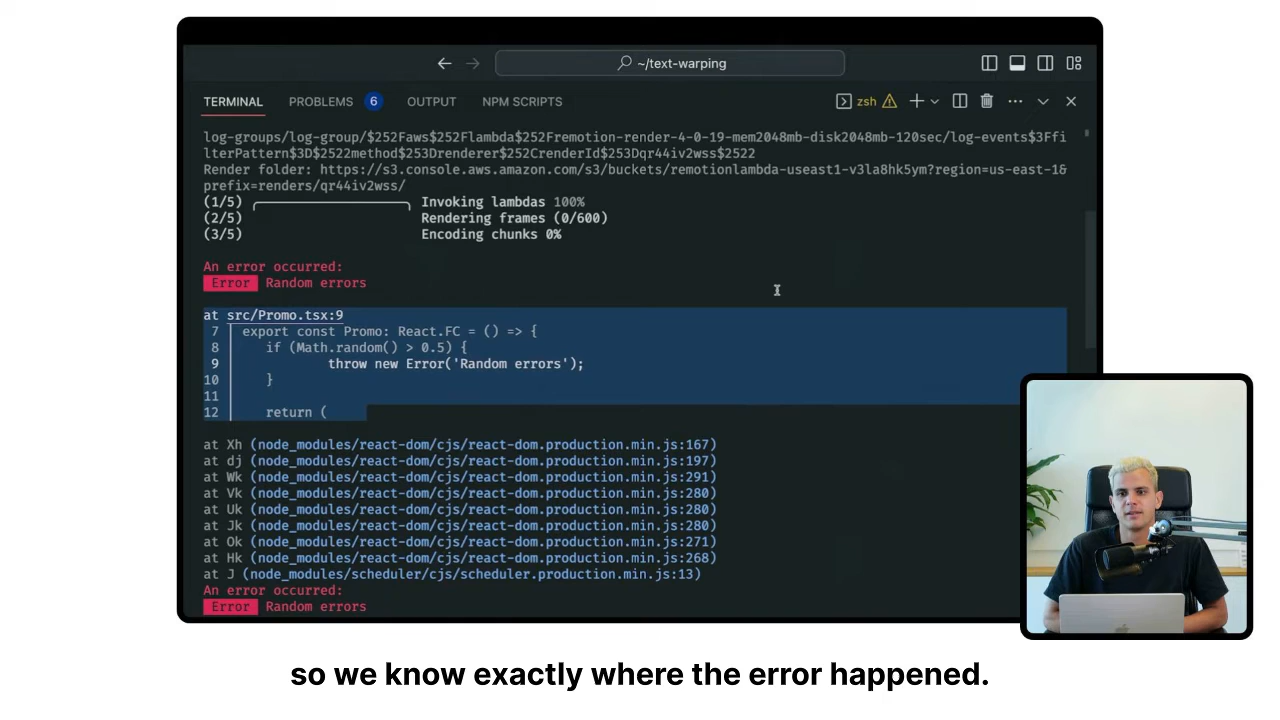 ~/text-warping
TERMINAL PROBLEMS 6 OUTPUT NPM SCRIPTS zsh
log-groups/log-group/$252Faws$252Flambda$252Fremotion-render-4-0-19-mem2048mb-disk2048mb-120sec/log-events$3Ffi
lterPattern$3D$2522method$253Drenderer$252CrenderId$253Dqr44iv2wss$2522
Render folder: https://s3.console.aws.amazon.com/s3/buckets/remotionlambda-useast1-v3la8hk5ym?region=us-east-1&
prefix=renders/qr44iv2wss/
(1/5) Invoking lambdas 100%
(2/5) Rendering frames (0/600)
(3/5) Encoding chunks 0%
An error occurred:
Error Random errors
at src/Promo.tsx:9
7 export const Promo: React.FC = () => {
8 if (Math.random() > 0.5) {
9 throw new Error('Random errors');
10 }
11
12 return (
at Xh (node_modules/react-dom/cjs/react-dom.production.min.js:167)
at dj (node_modules/react-dom/cjs/react-dom.production.min.js:197)
at Wk (node_modules/react-dom/cjs/react-dom.production.min.js:291)
at Vk (node_modules/react-dom/cjs/react-dom.production.min.js:280)
at Uk (node_modules/react-dom/cjs/react-dom.production.min.js:280)
at Jk (node_modules/react-dom/cjs/react-dom.production.min.js:280)
at Ok (node_modules/react-dom/cjs/react-dom.production.min.js:271)
at Hk (node_modules/react-dom/cjs/react-dom.production.min.js:268)
at J (node_modules/scheduler/cjs/scheduler.production.min.js:13)
An error occurred:
Error Random errors
so we know exactly where the error happened.